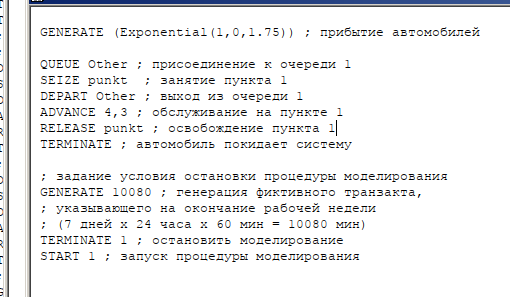 GENERATE (Exponential(1,0,1.75)) ; прибытие автомобилей
QUEUE Other ; присоединение к очереди 1
SEIZE punkt ; занятие пункта 1
DEPART Other ; выход из очереди 1
ADVANCE 4,3 ; обслуживание на пункте 1
RELEASE punkt ; освобождение пункта 1
TERMINATE ; автомобиль покидает систему
; задание условия остановки процедуры моделирования
GENERATE 10080 ; генерация фиктивного транзакта,
; указывающего на окончание рабочей недели
; (7 дней x 24 часа x 60 мин = 10080 мин)
TERMINATE 1 ; остановить моделирование
START 1 ; запуск процедуры моделирования